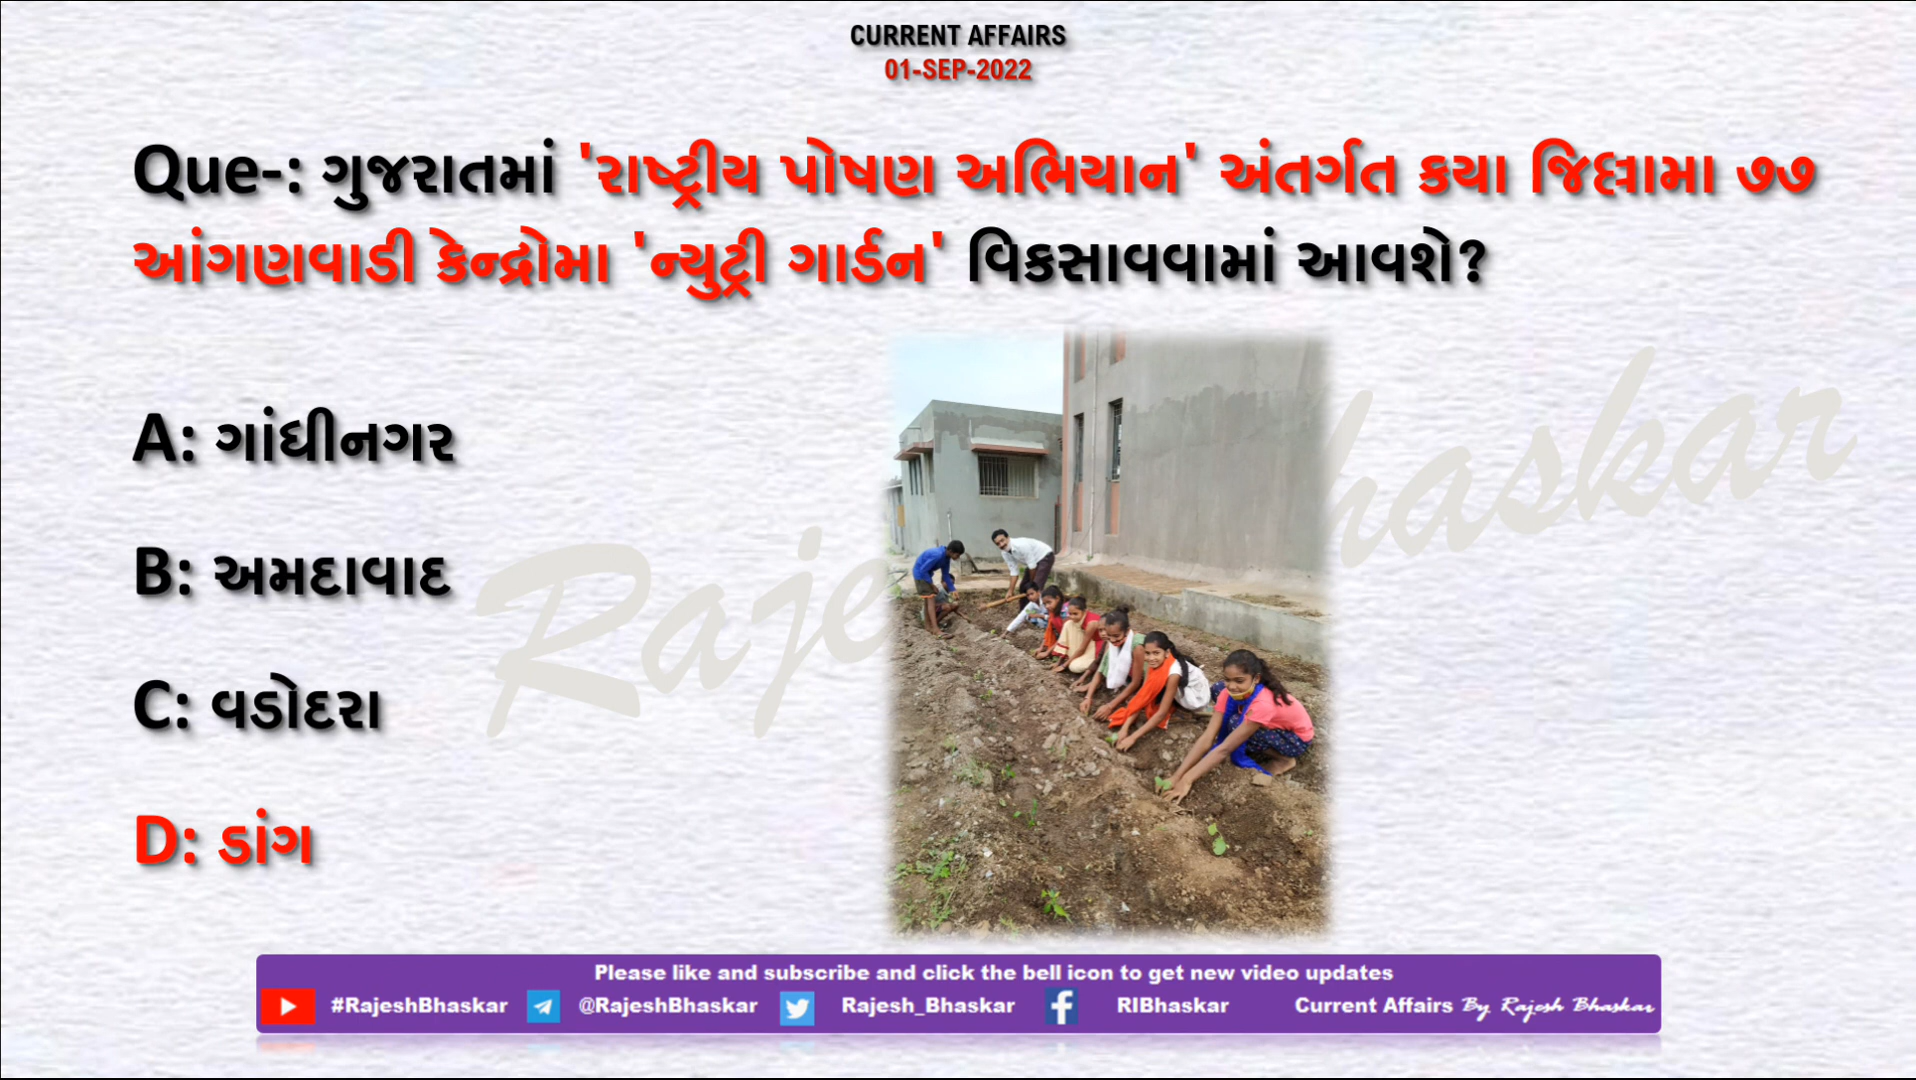 CURRENT AFFAIRS
01-SEP-2022
Que-: ગુજરાતમાં 'રાષ્ટ્રીય પોષણ અભિયાન' અંતર્ગત કયા જિલ્લામા ૭૭
આંગણવાડી કેન્દ્રોમા 'ન્યુટ્રી ગાર્ડન' વિકસાવવામાં આવશે?
A: ગાંધીનગર
B: અમદાવાદ
C: વડોદરા
D: ડાંગ
Please like and subscribe and click the bell icon to get new video updates
#RajeshBhaskar @RajeshBhaskar Rajesh_Bhaskar RIBhaskar Current Affairs By Rajesh Bhaskar